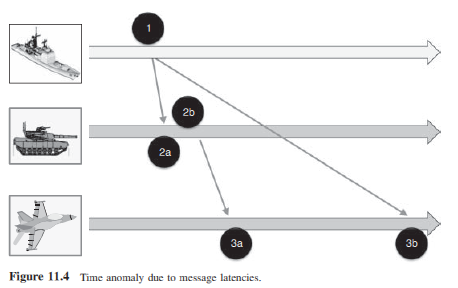 1
2b
2a
3a
3b
Figure 11.4 Time anomaly due to message latencies.